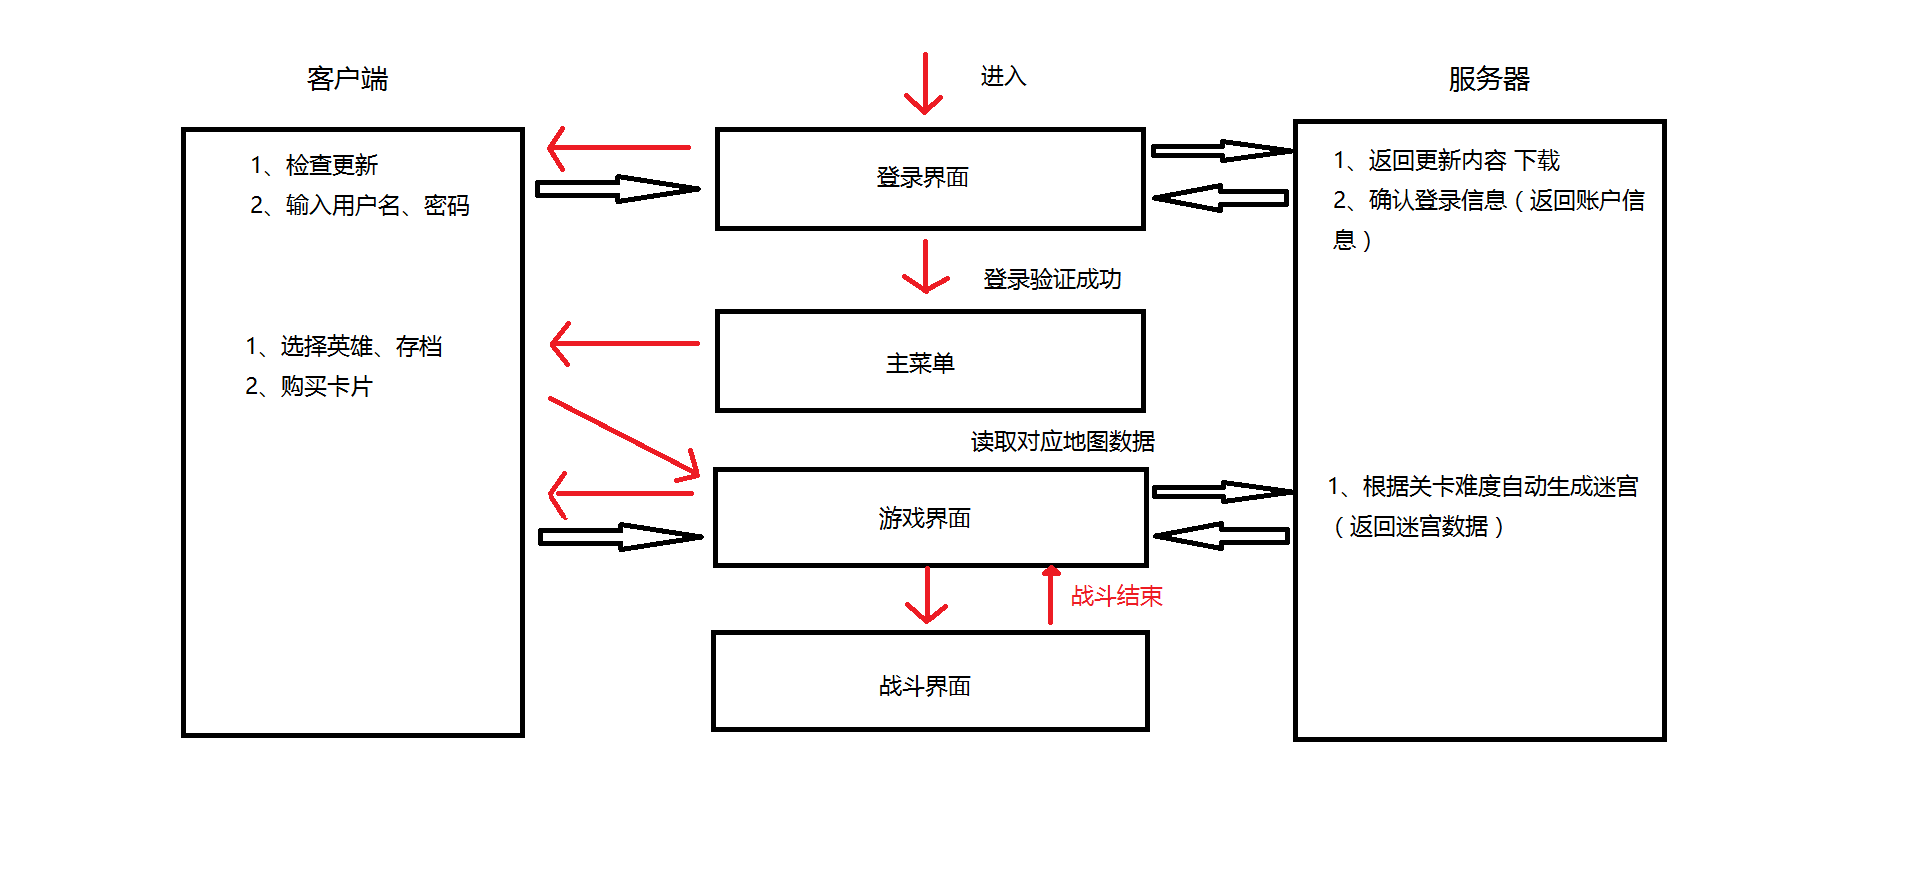 客户端
进入
服务器
1、检查更新
2、输入用户名、密码
登录界面
1、返回更新内容 下载
2、确认登录信息（返回账户信
息）
登录验证成功
1、选择英雄、存档
2、购买卡片
主菜单
读取对应地图数据
游戏界面
1、根据关卡难度自动生成迷宫
（返回迷宫数据）
战斗结束
战斗界面